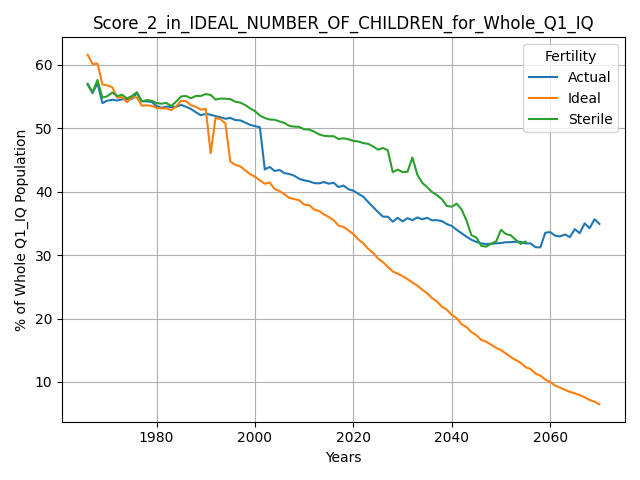 Score_2_in_IDEAL_NUMBER_OF_CHILDREN_for_Whole_Q1_IQ
Fertility
Actual
Ideal
Sterile
% of Whole Q1_IQ Population
60
50
40
30
20
10
1980
2000
2020
2040
2060
Years